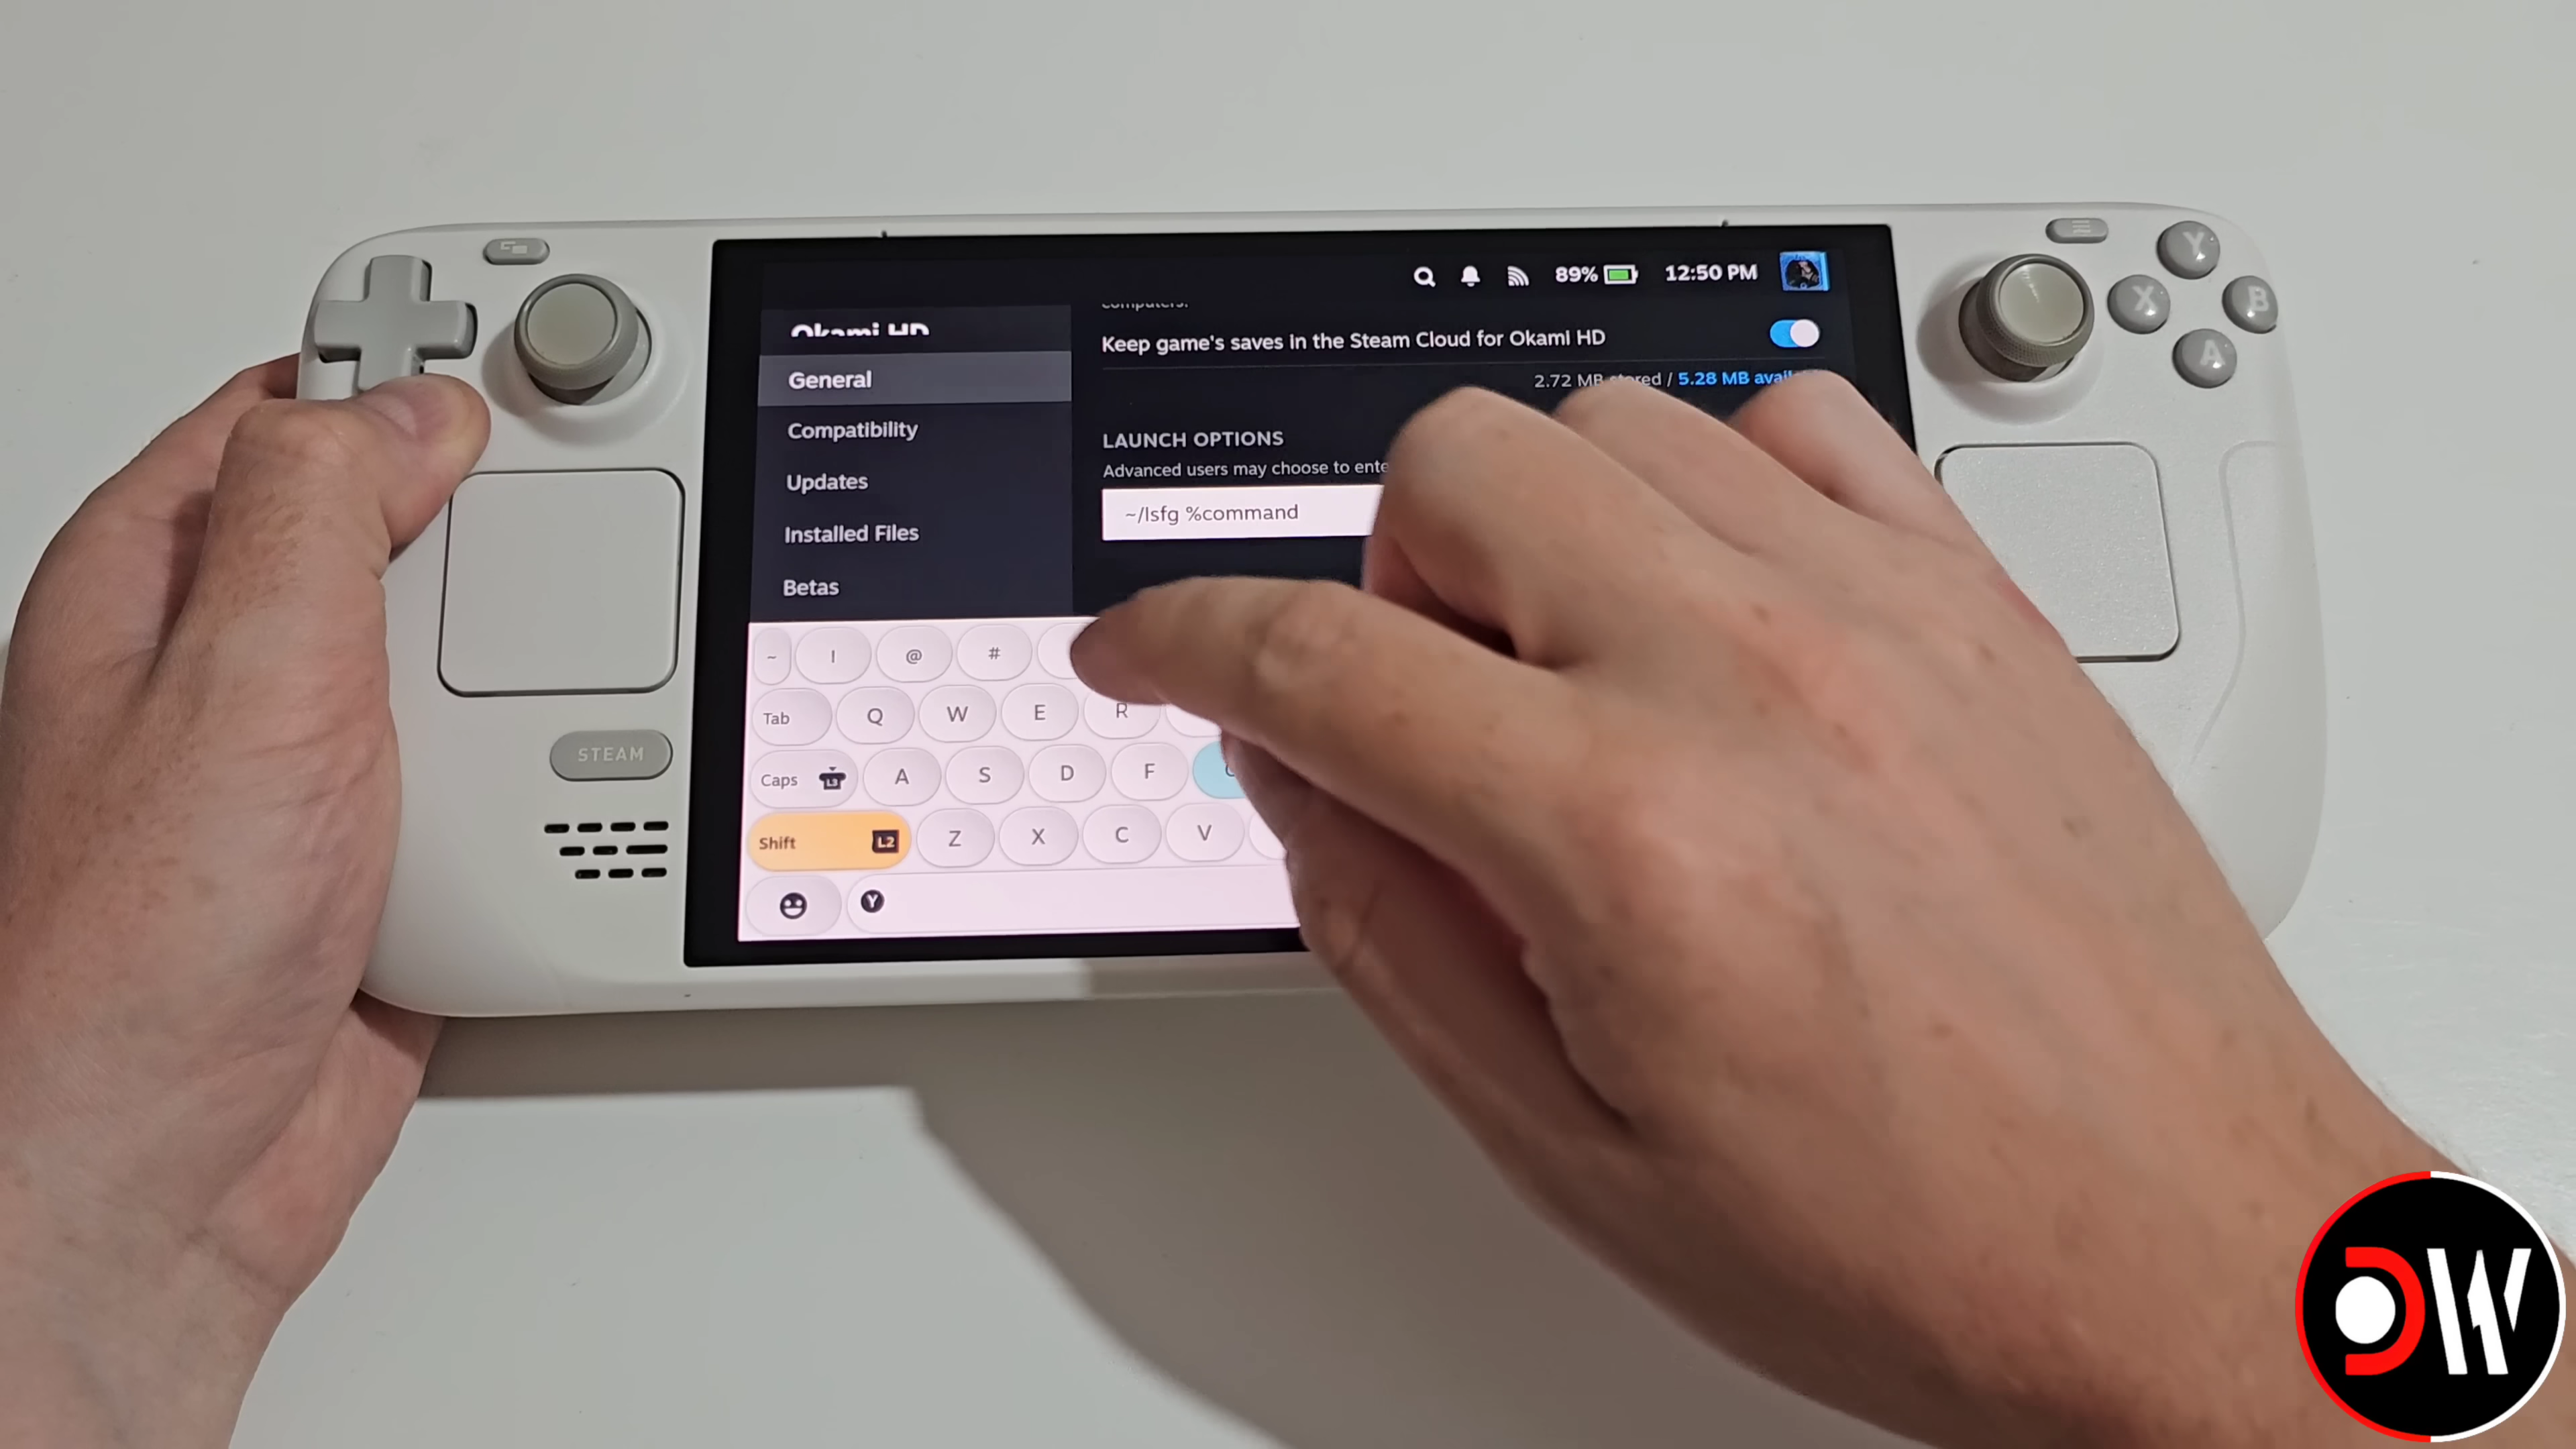 Y
X
B
A
STEAM
89%
12:50 PM
Okami HD
General
Compatibility
Updates
Installed Files
Betas
Keep game's saves in the Steam Cloud for Okami HD
2.72 MB / 5.28 MB
LAUNCH OPTIONS
Advanced users may choose to
~/lsfg %command
~ ! @ #
Tab Q W E R
Caps L3 A S D F
Shift L2 Z X C V
Y
DW